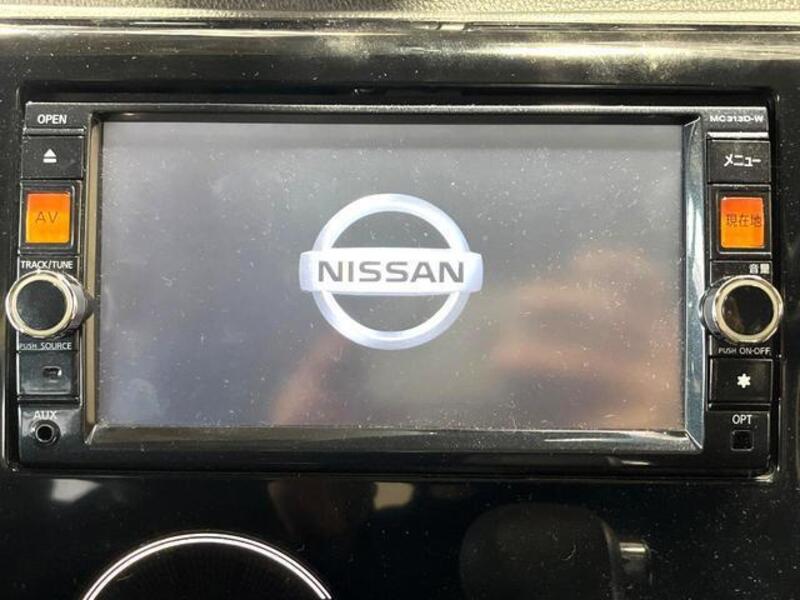 OPEN
MC313D-W
メニュー
AV
現在地
TRACK/TUNE
音量
NISSAN
PUSH SOURCE
PUSH ON-OFF
AUX
OPT